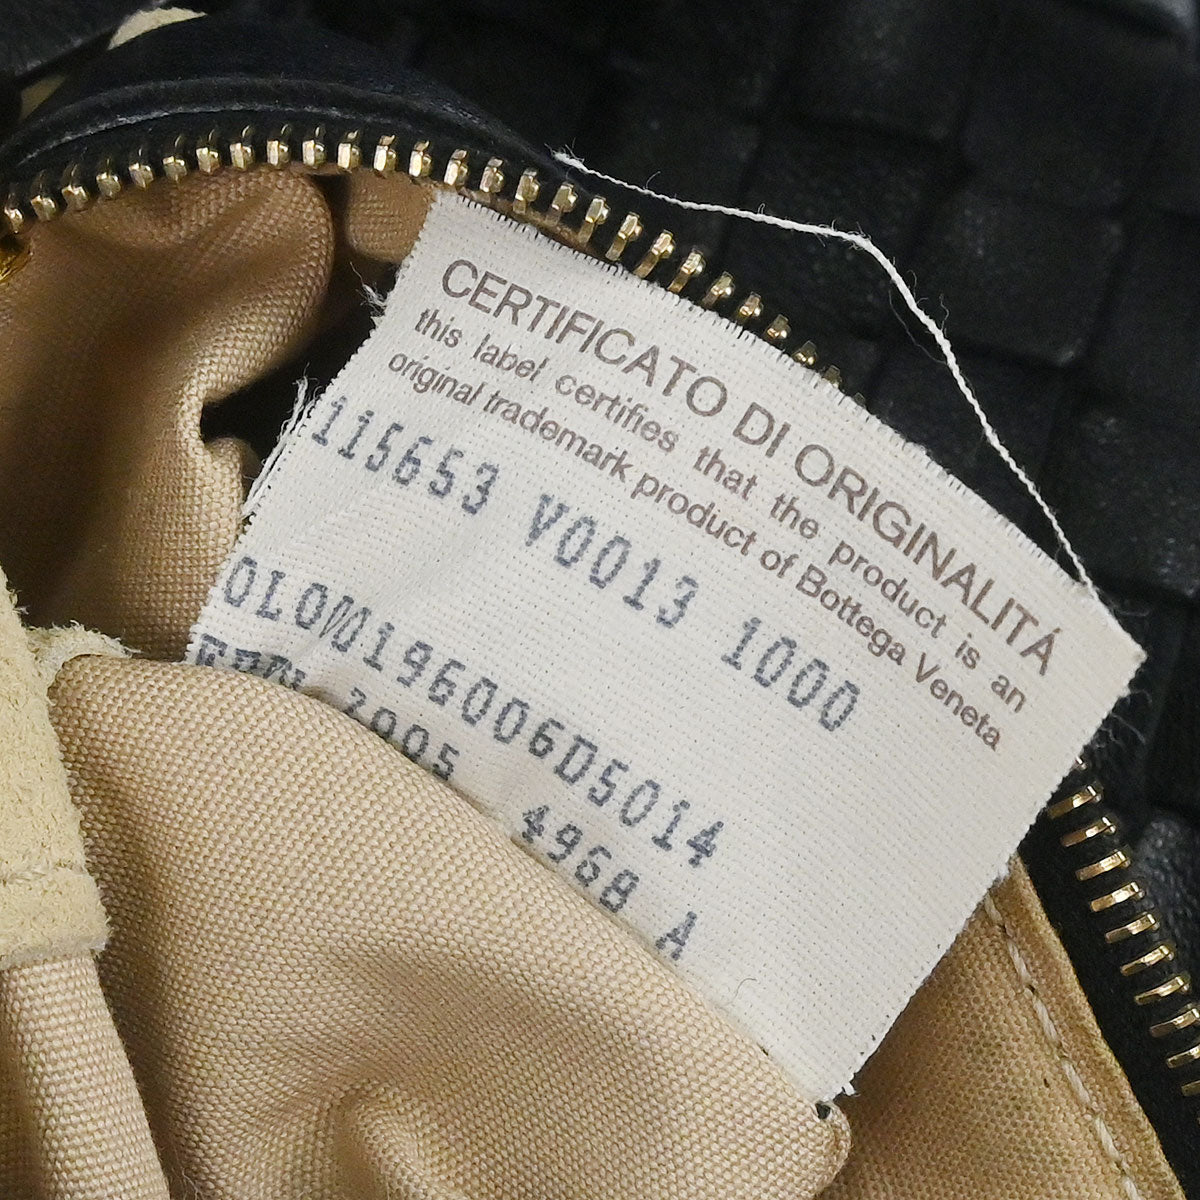 CERTIFICATO DI ORIGINALITÁ
this label certifies that the product is an
original trademark product of Bottega Veneta
115653 V0013 1000
2005 4968 A